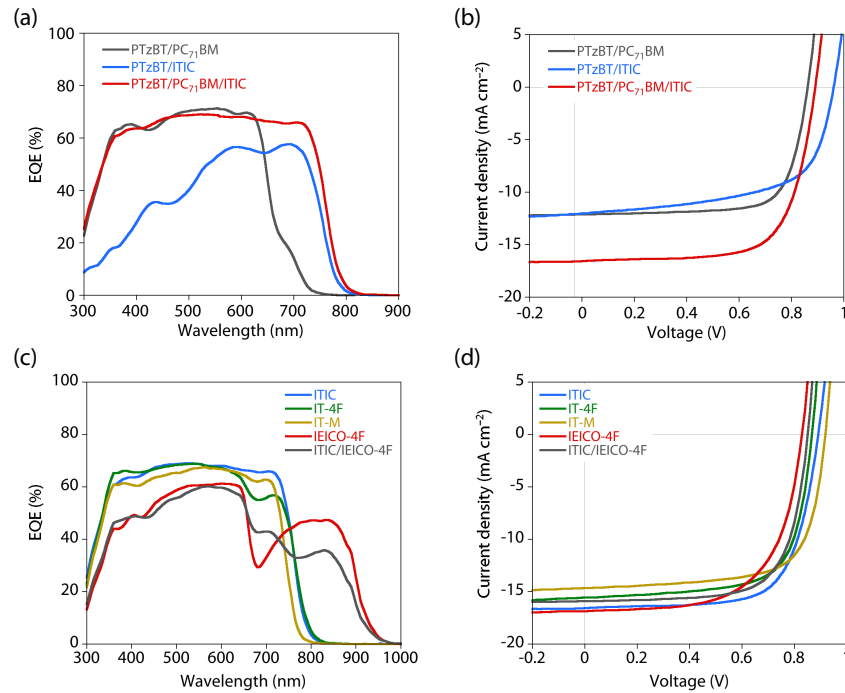 (a)
PTzBT/PC₇₁BM
PTzBT/ITIC
PTzBT/PC₇₁BM/ITIC
100
80
60
40
20
0
EQE (%)
300 400 500 600 700 800 900
Wavelength (nm)
(b)
PTzBT/PC₇₁BM
PTzBT/ITIC
PTzBT/PC₇₁BM/ITIC
5
0
-5
-10
-15
-20
Current density (mA cm⁻²)
-0.2 0 0.2 0.4 0.6 0.8 1
Voltage (V)
(c)
ITIC
IT-4F
IT-M
IEICO-4F
ITIC/IEICO-4F
100
80
60
40
20
0
EQE (%)
300 400 500 600 700 800 900 1000
Wavelength (nm)
(d)
ITIC
IT-4F
IT-M
IEICO-4F
ITIC/IEICO-4F
5
0
-5
-10
-15
-20
Current density (mA cm⁻²)
-0.2 0 0.2 0.4 0.6 0.8 1
Voltage (V)